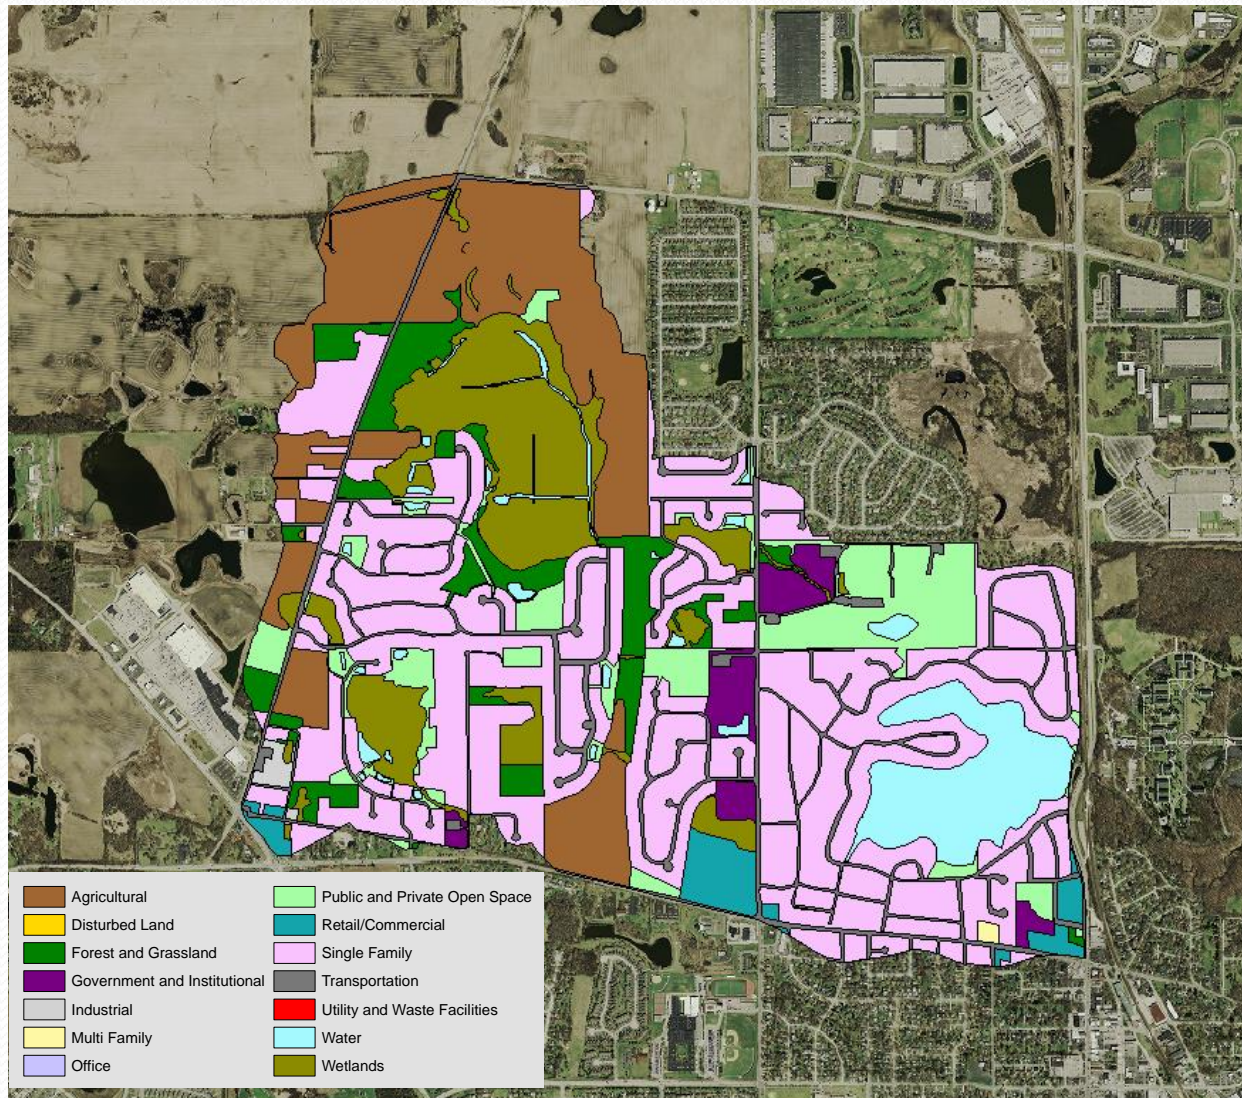 Agricultural
Disturbed Land
Forest and Grassland
Government and Institutional
Industrial
Multi Family
Office
Public and Private Open Space
Retail/Commercial
Single Family
Transportation
Utility and Waste Facilities
Water
Wetlands